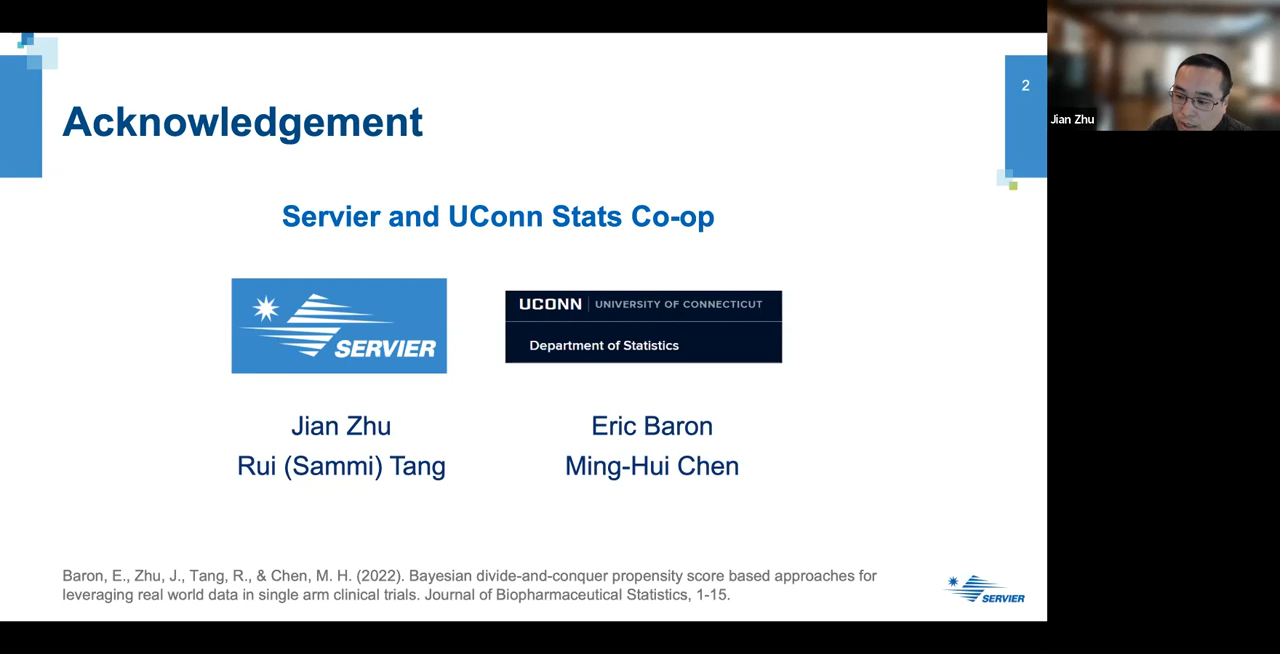 2
Jian Zhu
Acknowledgement
Servier and UConn Stats Co-op
SERVIER
UCONN UNIVERSITY OF CONNECTICUT
Department of Statistics
Jian Zhu
Eric Baron
Rui (Sammi) Tang
Ming-Hui Chen
Baron, E., Zhu, J., Tang, R., & Chen, M. H. (2022). Bayesian divide-and-conquer propensity score based approaches for
leveraging real world data in single arm clinical trials. Journal of Biopharmaceutical Statistics, 1-15.
SERVIER